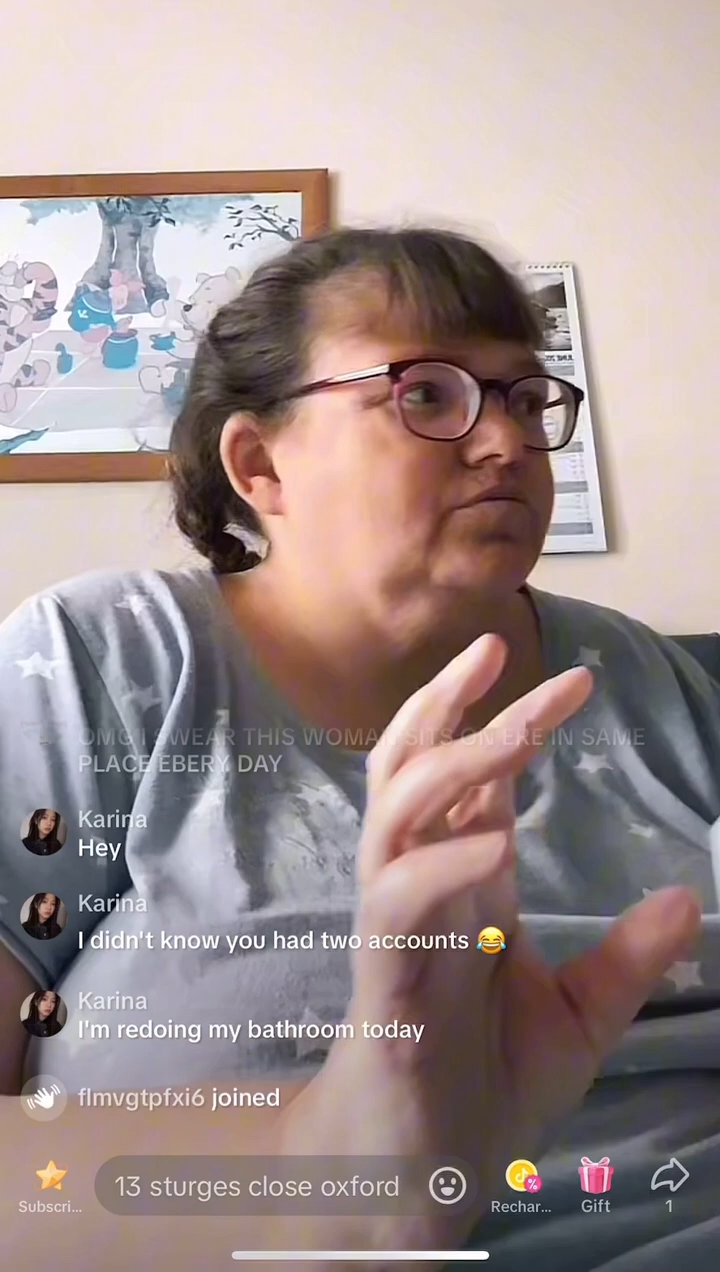 OMG I SWEAR THIS WOMAN SITS ON ERE IN SAME
PLACE EBERY DAY
Karina
Hey
Karina
I didn't know you had two accounts 😂
Karina
I'm redoing my bathroom today
flmvgtpfxi6 joined
Subscri...
13 sturges close oxford
Rechar...
Gift
1